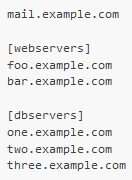 mail.example.com
[webservers]
foo.example.com
bar.example.com
[dbservers]
one.example.com
two.example.com
three.example.com